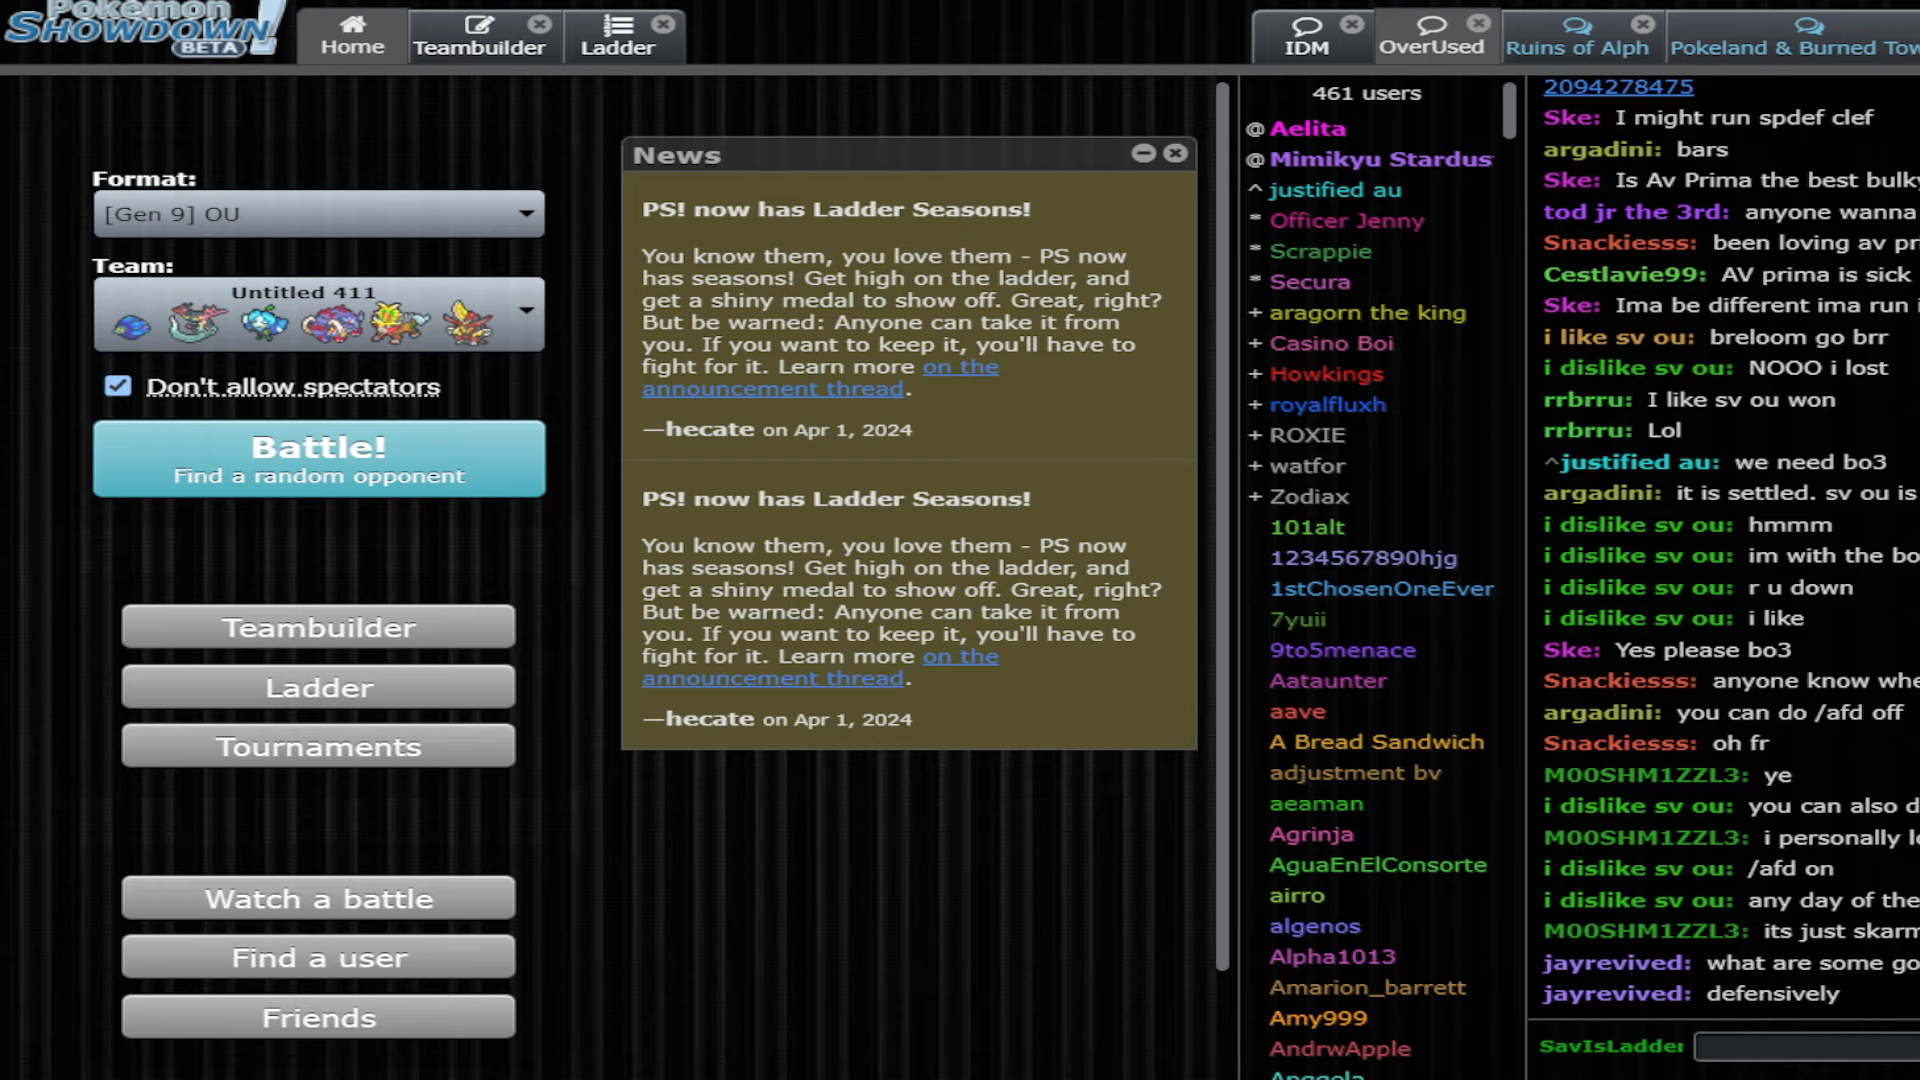 Pokémon
SHOWDOWN!
BETA
Home
Teambuilder
Ladder
IDM
OverUsed
Ruins of Alph
Pokeland & Burned Tow
Format:
[Gen 9] OU
Team:
Untitled 411
Don't allow spectators
Battle!
Find a random opponent
Teambuilder
Ladder
Tournaments
Watch a battle
Find a user
Friends
News
PS! now has Ladder Seasons!
You know them, you love them - PS now
has seasons! Get high on the ladder, and
get a shiny medal to show off. Great, right?
But be warned: Anyone can take it from
you. If you want to keep it, you'll have to
fight for it. Learn more on the
announcement thread.
—hecate on Apr 1, 2024
PS! now has Ladder Seasons!
You know them, you love them - PS now
has seasons! Get high on the ladder, and
get a shiny medal to show off. Great, right?
But be warned: Anyone can take it from
you. If you want to keep it, you'll have to
fight for it. Learn more on the
announcement thread.
—hecate on Apr 1, 2024
461 users
@ Aelita
@ Mimikyu Stardus
^ justified au
* Officer Jenny
* Scrappie
* Secura
+ aragorn the king
+ Casino Boi
+ Howkings
+ royalfluxh
+ ROXIE
+ watfor
+ Zodiax
101alt
1234567890hjg
1stChosenOneEver
7yuii
9to5menace
Aataunter
aave
A Bread Sandwich
adjustment bv
aeaman
Agrinja
AguaEnElConsorte
airro
algenos
Alpha1013
Amarion_barrett
Amy999
AndrwApple
2094278475
Ske: I might run spdef clef
argadini: bars
Ske: Is Av Prima the best bulky
tod jr the 3rd: anyone wanna
Snackiesss: been loving av pr
Cestlavie99: AV prima is sick
Ske: Ima be different ima run i
i like sv ou: breloom go brr
i dislike sv ou: NOOO i lost
rrbrru: I like sv ou won
rrbrru: Lol
^justified au: we need bo3
argadini: it is settled. sv ou is
i dislike sv ou: hmmm
i dislike sv ou: im with the bo
i dislike sv ou: r u down
i dislike sv ou: i like
Ske: Yes please bo3
Snackiesss: anyone know whe
argadini: you can do /afd off
Snackiesss: oh fr
M00SHM1ZZL3: ye
i dislike sv ou: you can also d
M00SHM1ZZL3: i personally lo
i dislike sv ou: /afd on
i dislike sv ou: any day of the
M00SHM1ZZL3: its just skarm
jayrevived: what are some go
jayrevived: defensively
SavIsLadder